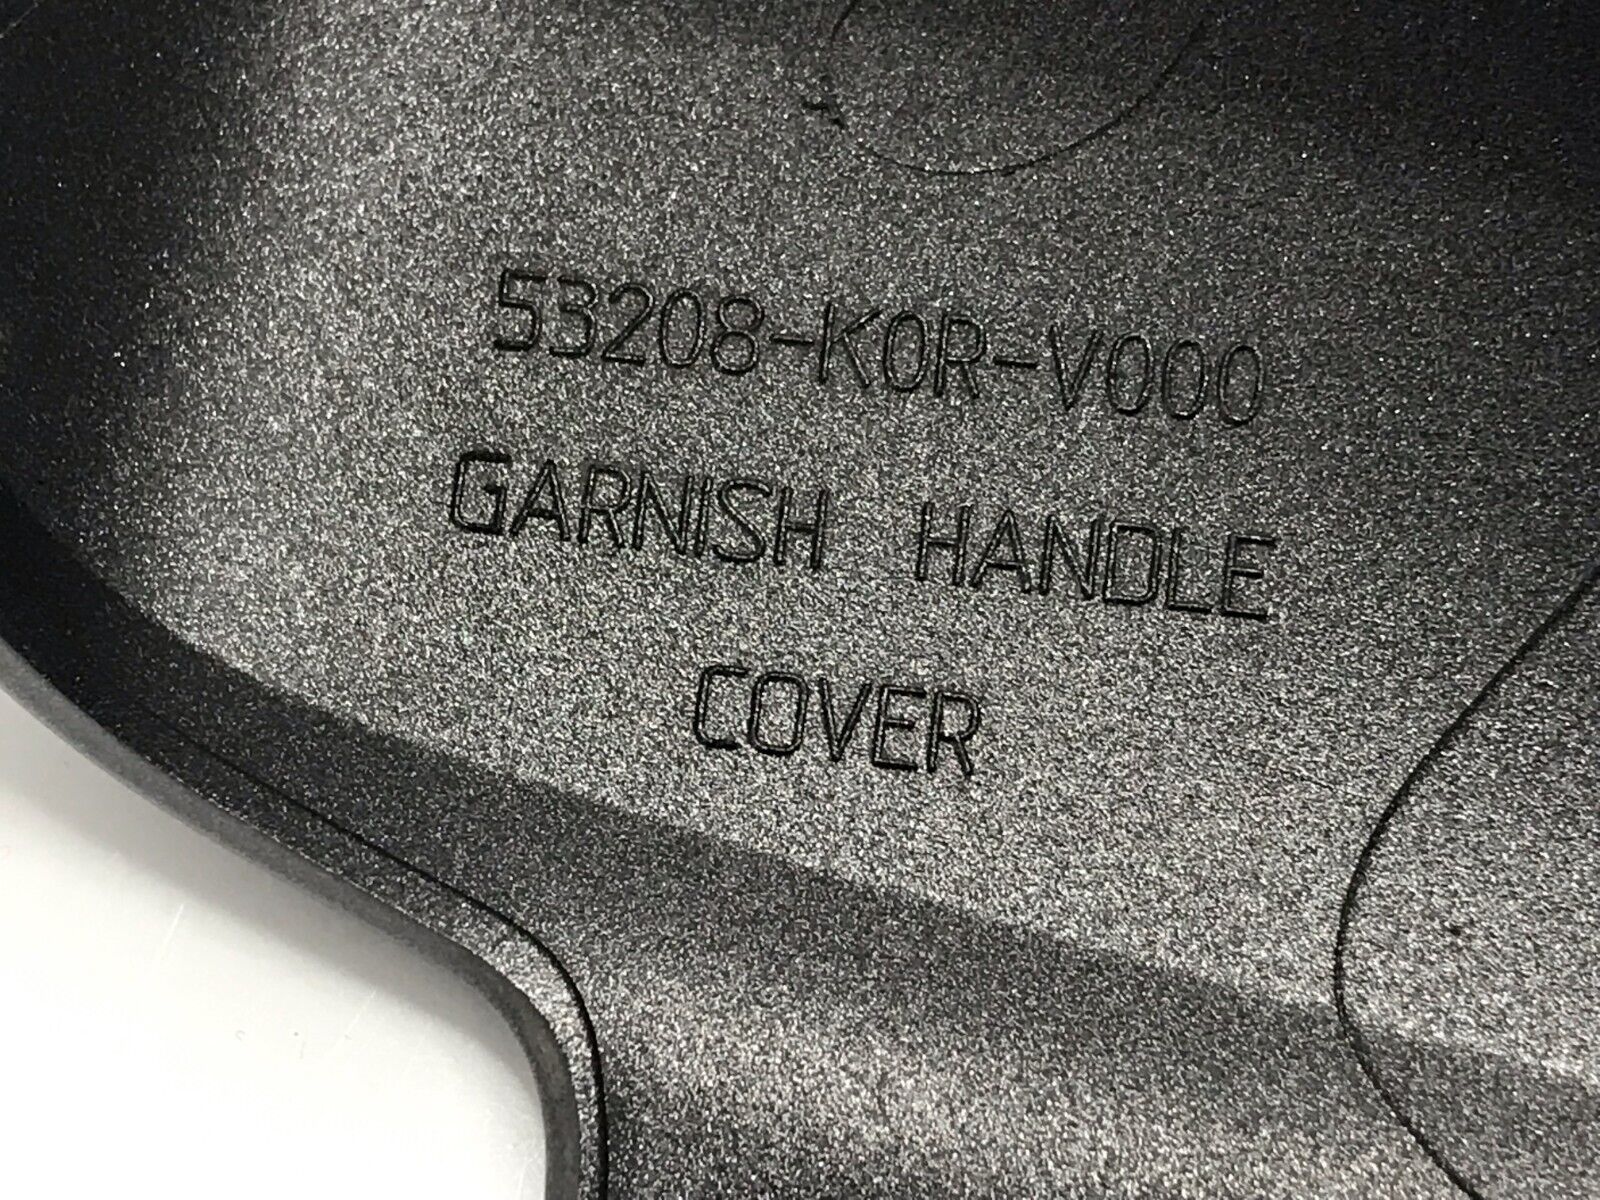 53208-K0R-V000
GARNISH HANDLE
COVER